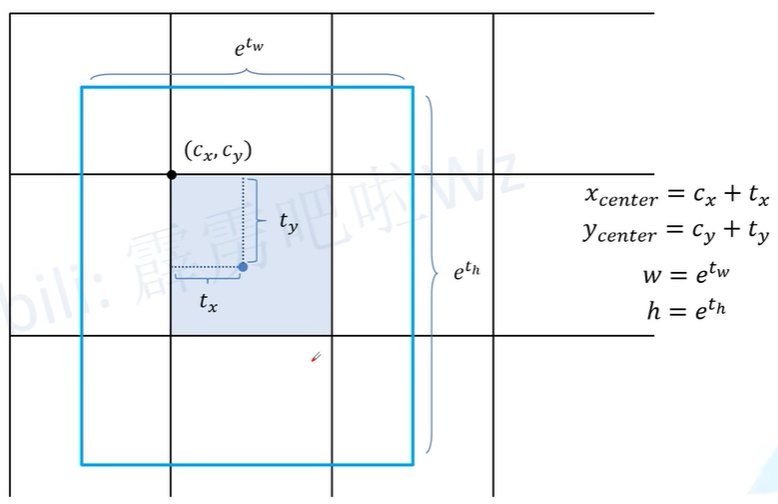 e^{t_w}
(c_x, c_y)
t_y
t_x
e^{t_h}
x_{center} = c_x + t_x
y_{center} = c_y + t_y
w = e^{t_w}
h = e^{t_h}
bili: 霹雳吧啦Wz